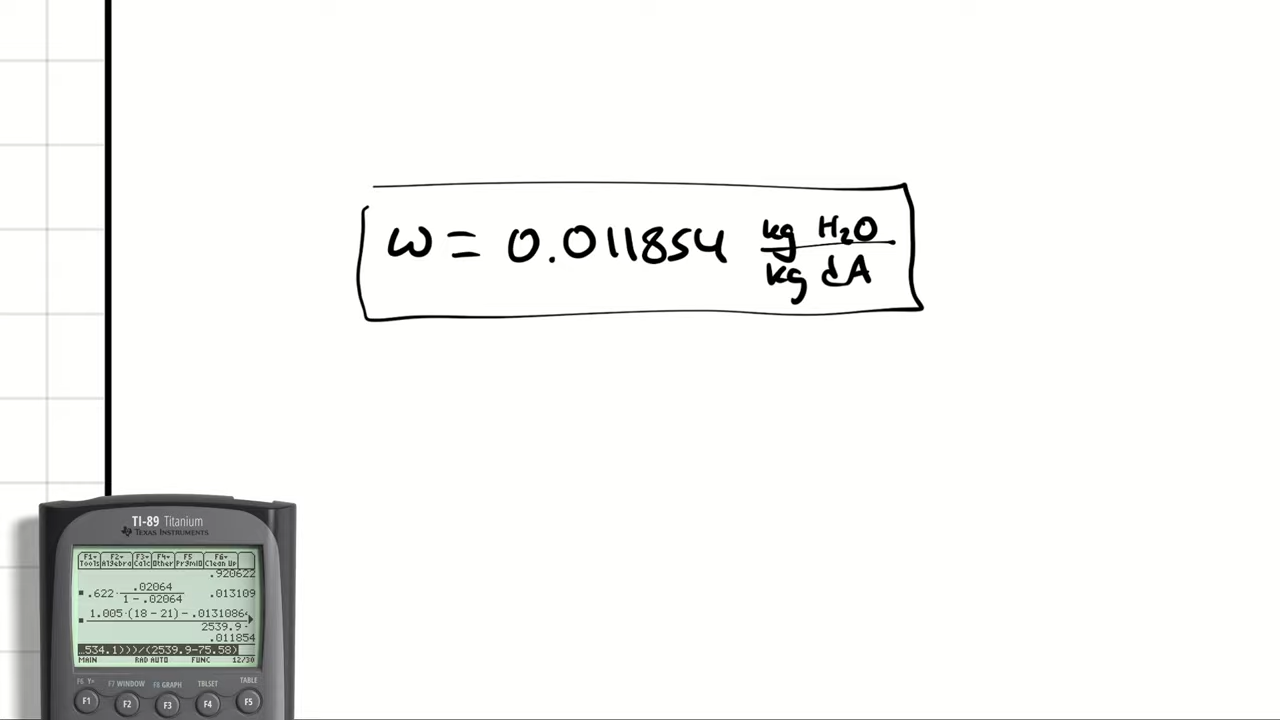 ω = 0.011854 kg H₂O
kg dA
TI-89 Titanium
TEXAS INSTRUMENTS
F1▾ F2▾ F3▾ F4▾ F5 F6▾
Tools Algebra Calc Other PrgmIO Clean Up
.920622
.02064
.622· .013109
1 - .02064
1.005·(18 - 21) - .0131086
2539.9
.011854
…534.1)))/(2539.9-75.58)
MAIN RAD AUTO FUNC 12/30
F6 Y= F7 WINDOW F8 GRAPH TBLSET TABLE
F1 F2 F3 F4 F5